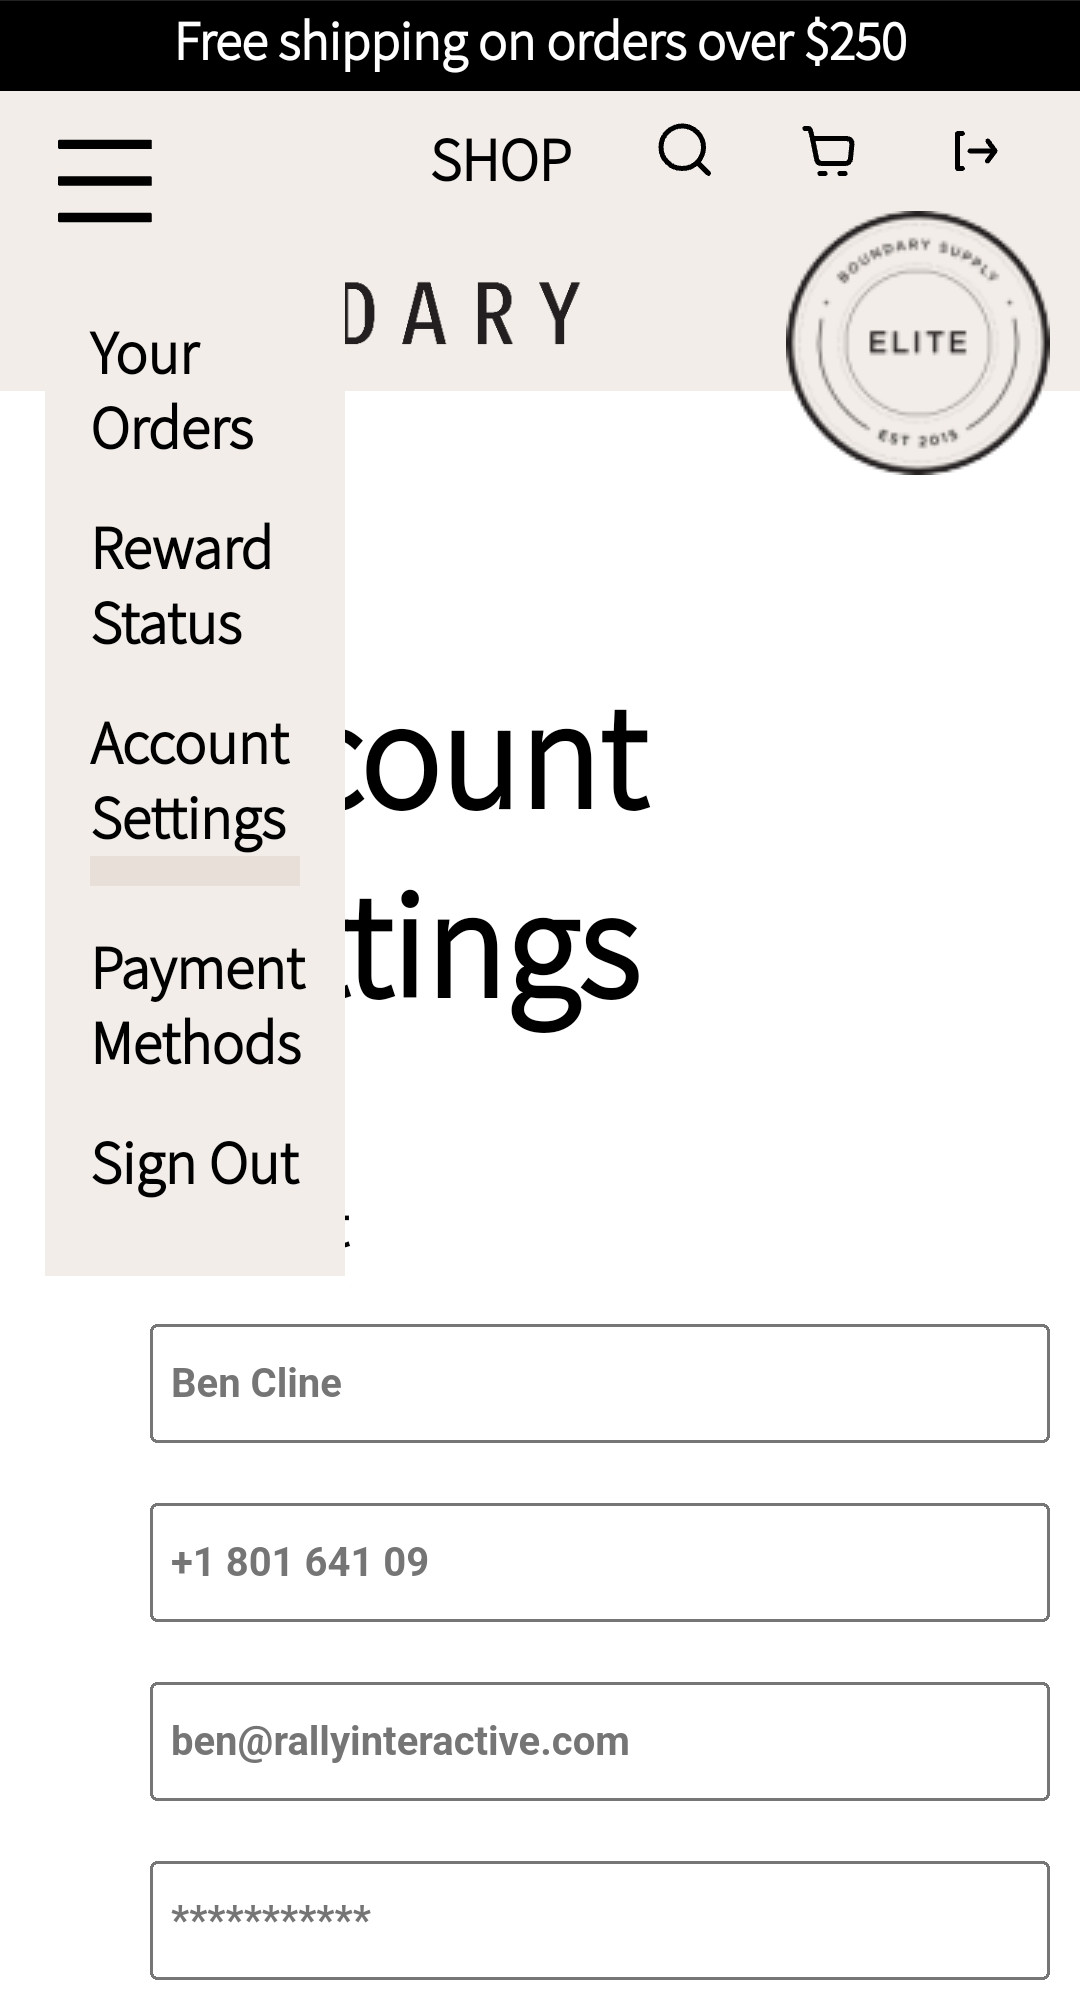 Free shipping on orders over $250
SHOP
DARY
BOUNDARY SUPPLY
ELITE
EST 2015
Your
Orders
Reward
Status
Account
Settings
Payment
Methods
Sign Out
count
tings
t
Ben Cline
+1 801 641 09
ben@rallyinteractive.com
***********